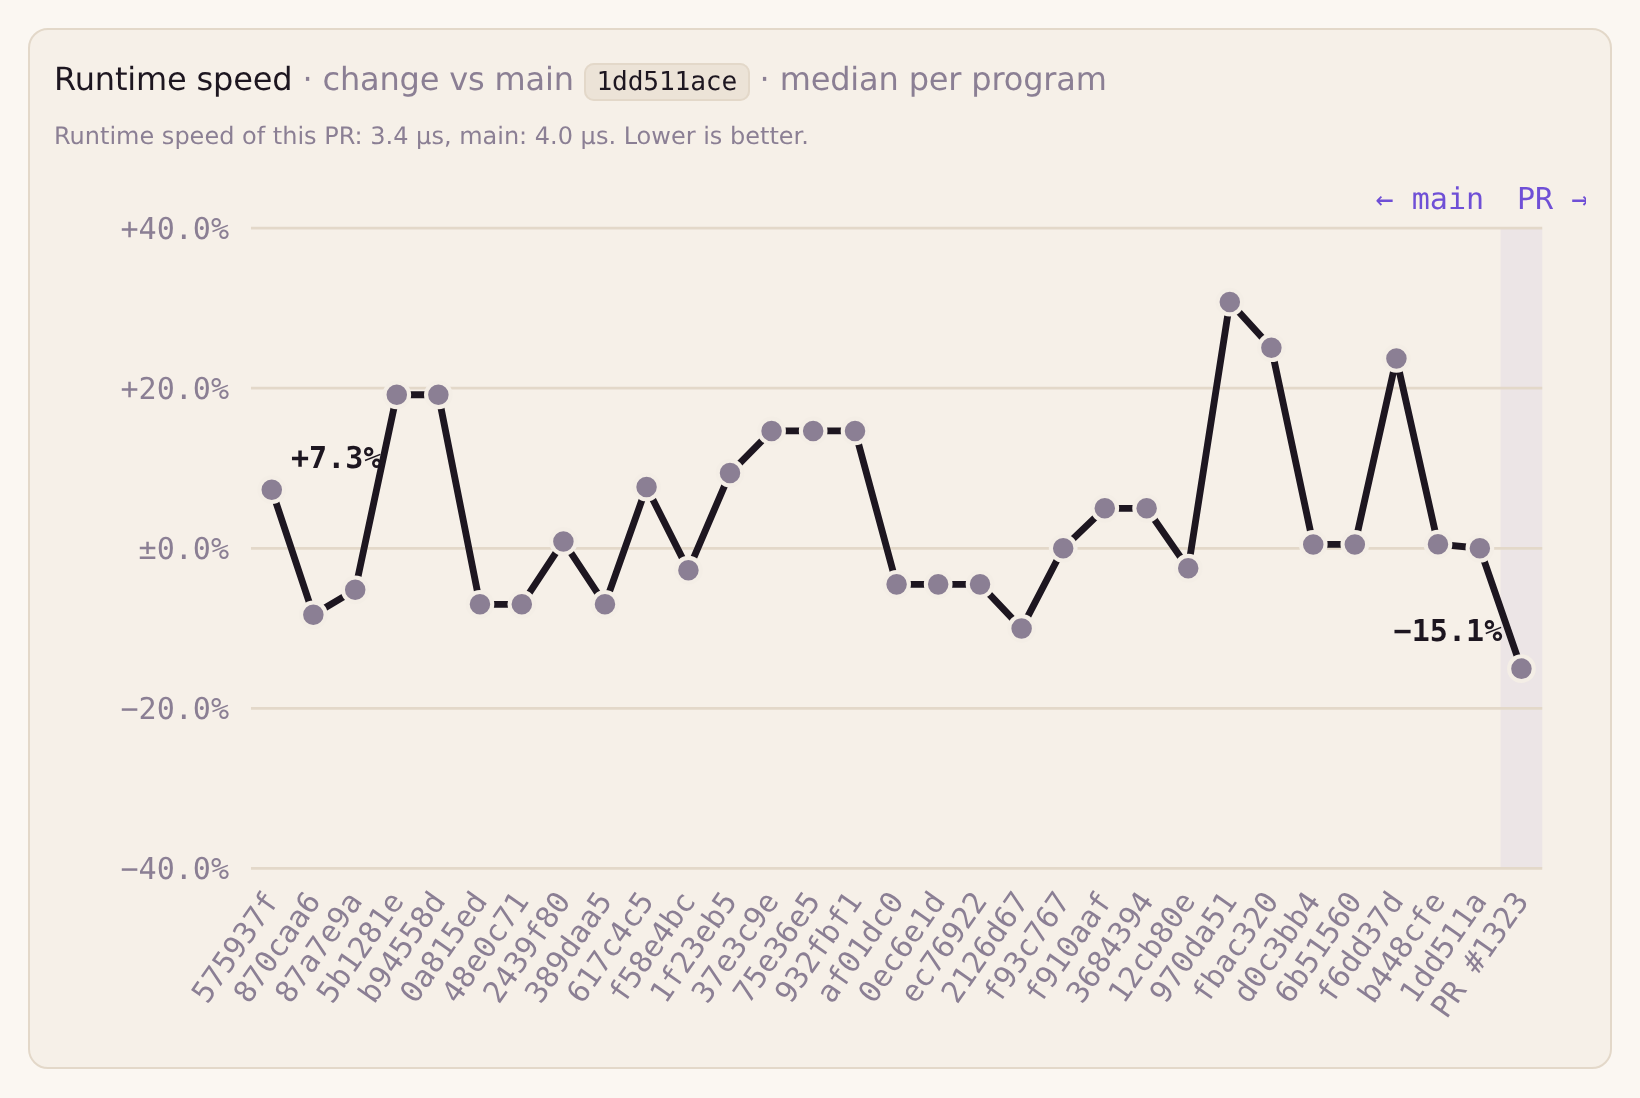 Runtime speed · change vs main 1dd511ace · median per program
Runtime speed of this PR: 3.4 µs, main: 4.0 µs. Lower is better.
← main PR →
+40.0%
+20.0%
+7.3%
±0.0%
−15.1%
−20.0%
−40.0%
575937f
870caa6
87a7e9a
5b1281e
b94558d
0a815ed
48e0c71
2439f80
389daa5
617c4c5
f58e4bc
1f23eb5
37e3c9e
75e36e5
932fbf1
af01dc0
0ec6e1d
ec76922
2126d67
f93c767
f910aaf
3684394
12cb80e
970da51
fbac320
d0c3bb4
6b51560
f6dd37d
b448cfe
1dd511a
PR #1323